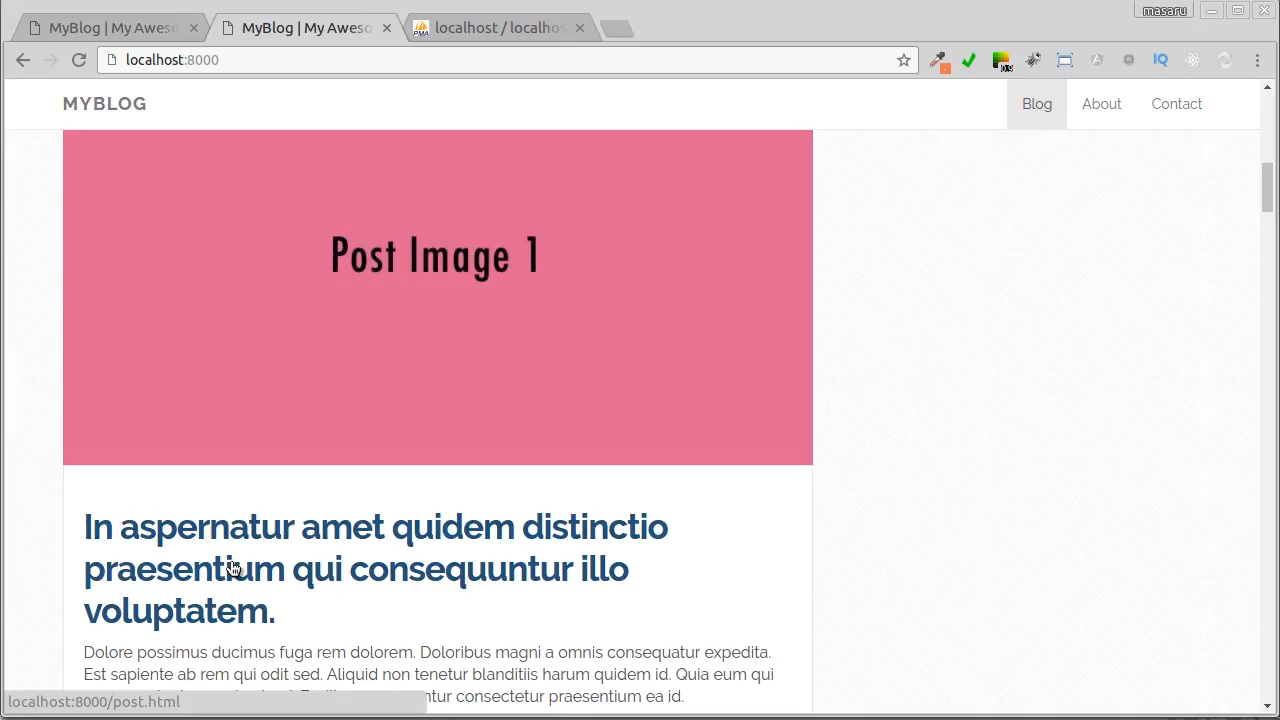 masaru
MyBlog | My Aweso
MyBlog | My Aweso
PMA
localhost / localhos
localhost:8000
IQ
MYBLOG
Blog
About
Contact
Post Image 1
In aspernatur amet quidem distinctio
praesentium qui consequuntur illo
voluptatem.
Dolore possimus ducimus fuga rem dolorem. Doloribus magni a omnis consequatur expedita.
Est sapiente ab rem qui odit sed. Aliquid non tenetur blanditiis harum quidem id. Quia eum qui
ntur consectetur praesentium ea id.
localhost:8000/post.html